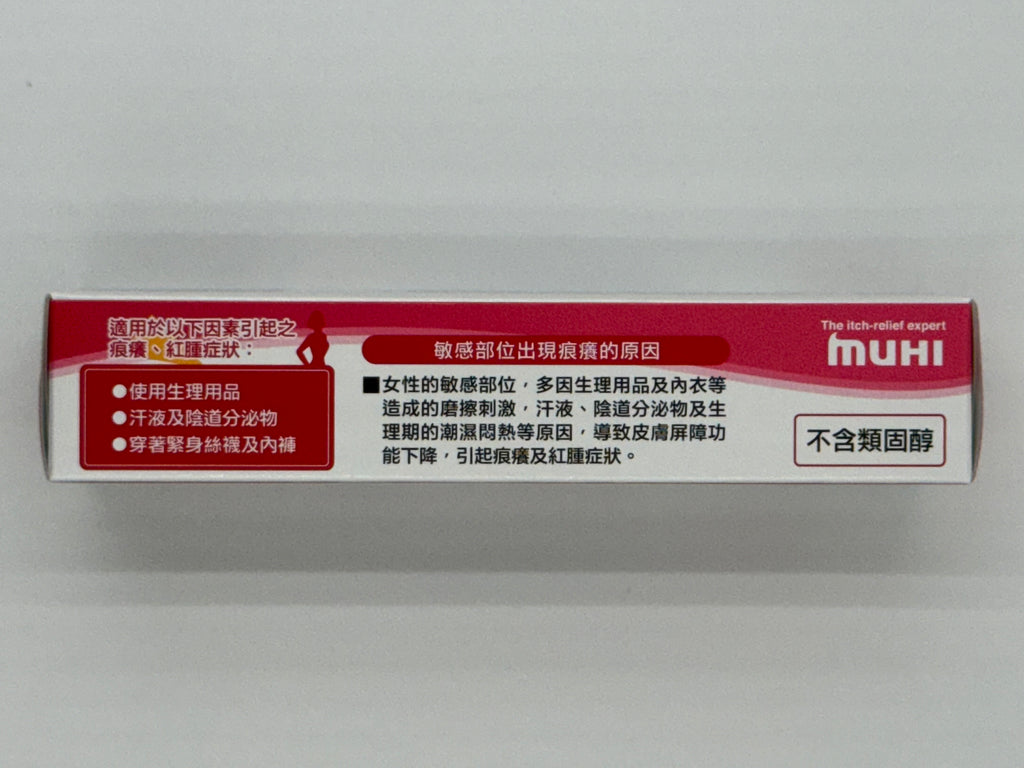 適用於以下因素引起之
痕癢、紅腫症狀：
●使用生理用品
●汗液及陰道分泌物
●穿著緊身絲襪及內褲
敏感部位出現痕癢的原因
■女性的敏感部位，多因生理用品及內衣等
造成的磨擦刺激，汗液、陰道分泌物及生
理期的潮濕悶熱等原因，導致皮膚屏障功
能下降，引起痕癢及紅腫症狀。
The itch-relief expert
MUHI
不含類固醇